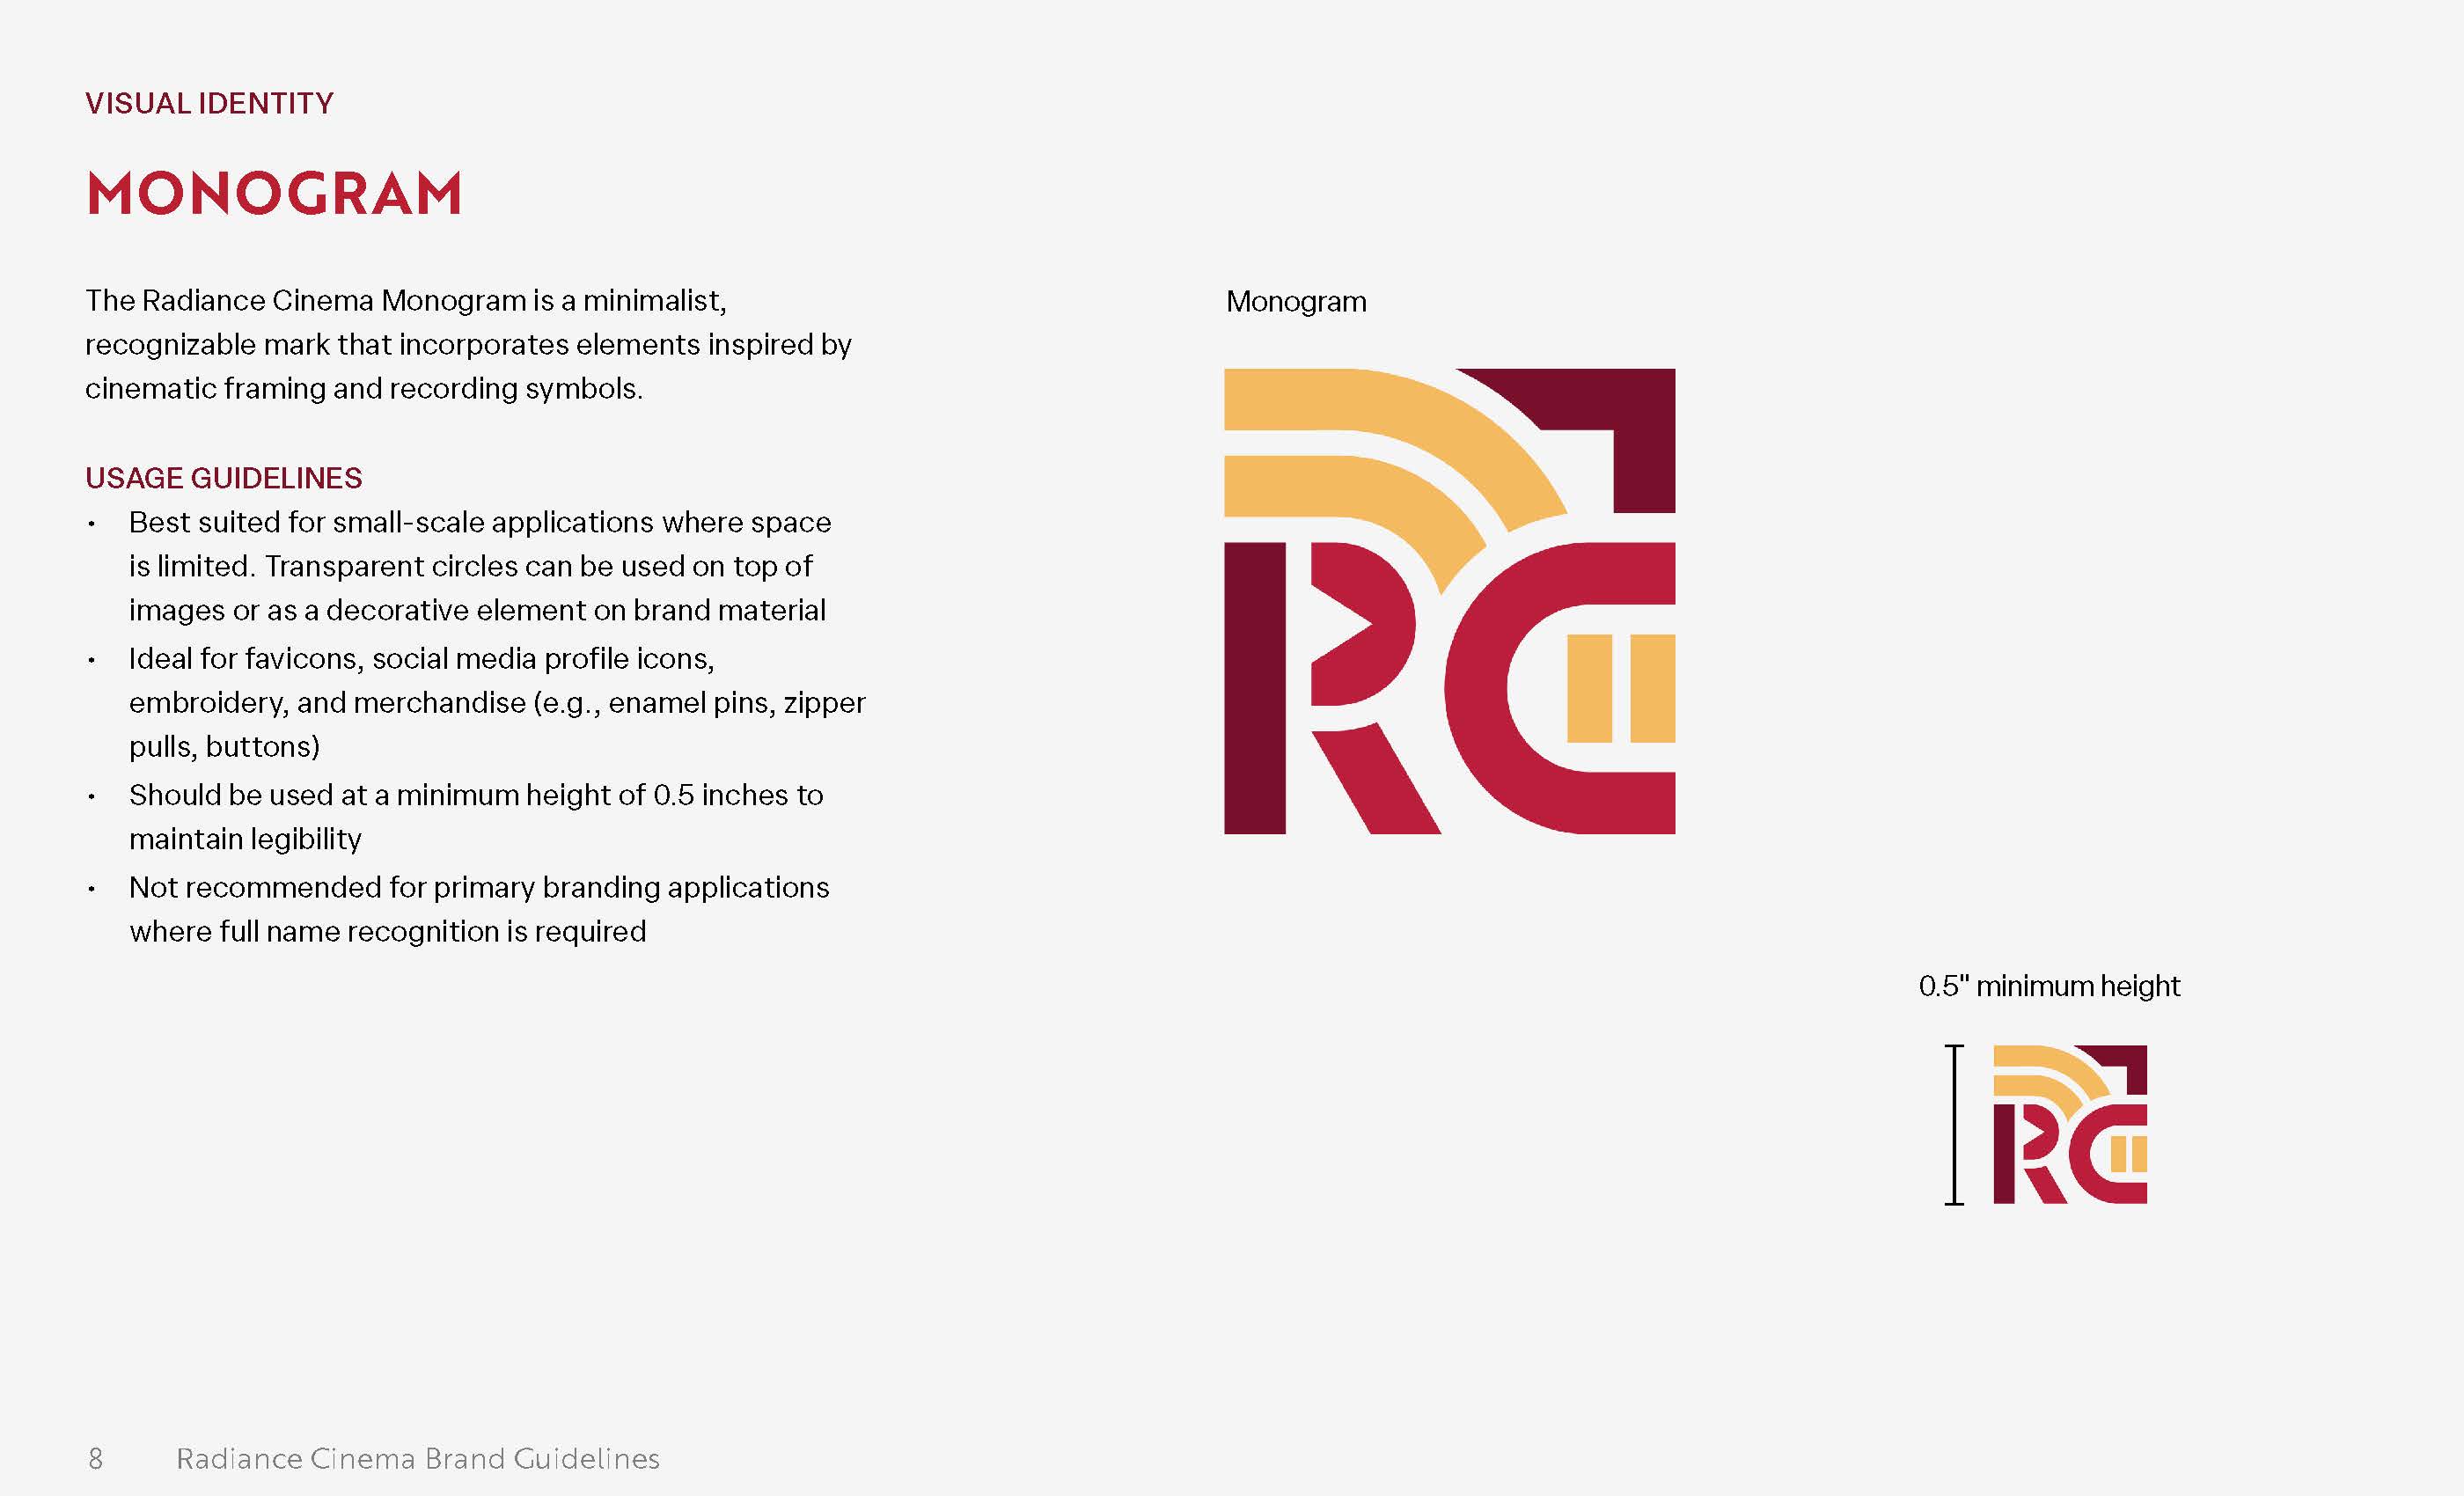 VISUAL IDENTITY
MONOGRAM
The Radiance Cinema Monogram is a minimalist,
recognizable mark that incorporates elements inspired by
cinematic framing and recording symbols.
USAGE GUIDELINES
• Best suited for small-scale applications where space
is limited. Transparent circles can be used on top of
images or as a decorative element on brand material
• Ideal for favicons, social media profile icons,
embroidery, and merchandise (e.g., enamel pins, zipper
pulls, buttons)
• Should be used at a minimum height of 0.5 inches to
maintain legibility
• Not recommended for primary branding applications
where full name recognition is required
Monogram
RC
0.5" minimum height
RC
8 Radiance Cinema Brand Guidelines